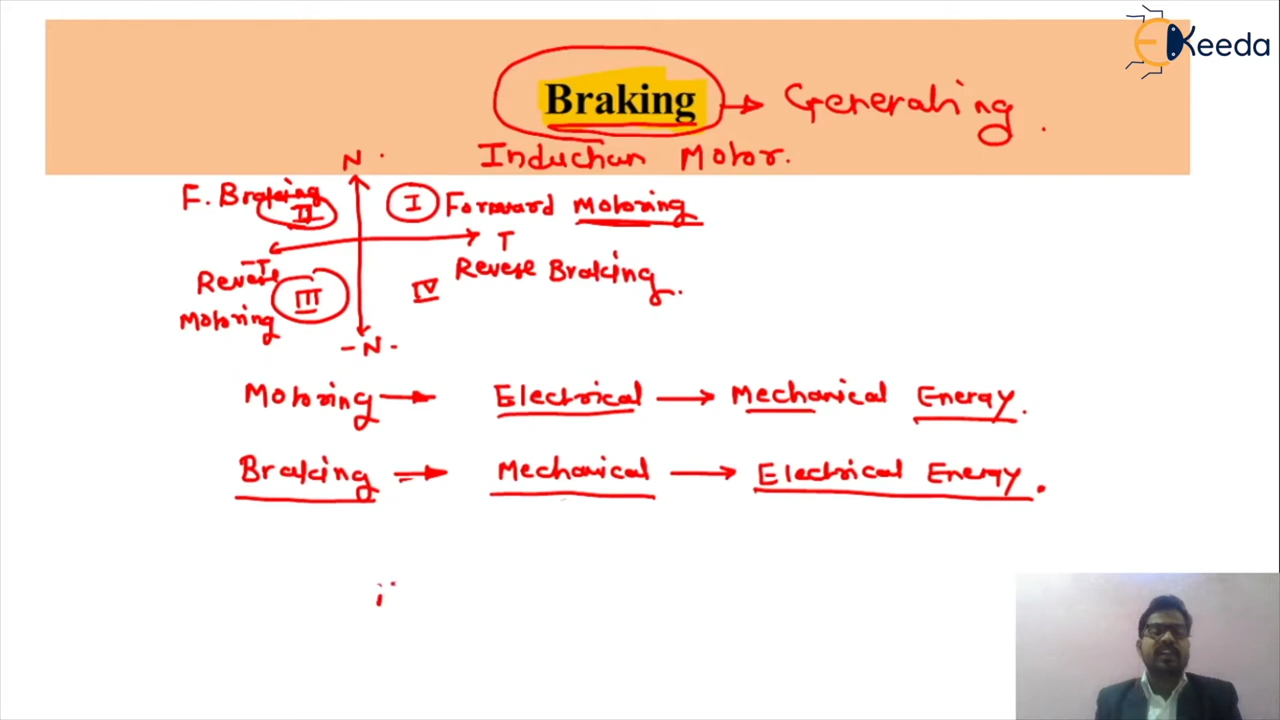 EKeeda
Braking → Generating.
Induction Motor.
N
F. Braking II
I Forward Motoring
T
-T
Reverse Braking.
Reverse
Motoring III
IV
-N
Motoring → Electrical → Mechanical Energy.
Braking → Mechanical → Electrical Energy.